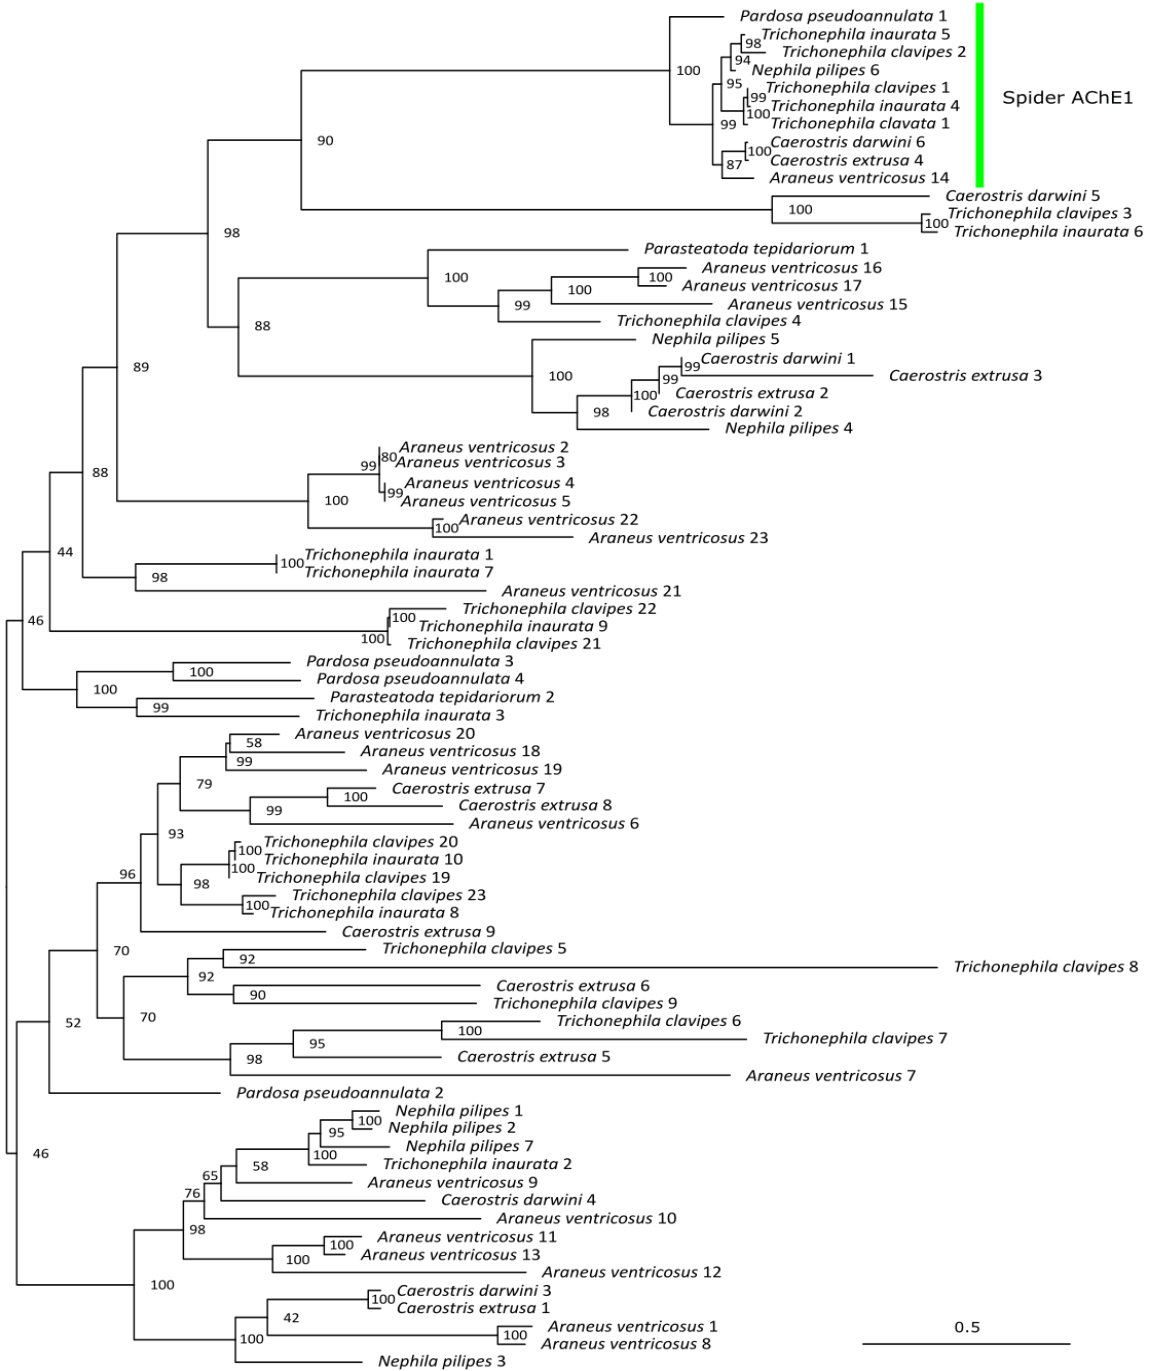 Pardosa pseudoannulata 1
Trichonephila inaurata 5
98
Trichonephila clavipes 2
94
Nephila pilipes 6
100
95
Trichonephila clavipes 1
99
Spider AChE1
Trichonephila inaurata 4
100
99
Trichonephila clavata 1
90
Caerostris darwini 6
100
87
Caerostris extrusa 4
Araneus ventricosus 14
Caerostris darwini 5
100
Trichonephila clavipes 3
100
98
Trichonephila inaurata 6
Parasteatoda tepidariorum 1
100
Araneus ventricosus 16
100
100
Araneus ventricosus 17
99
Araneus ventricosus 15
88
Trichonephila clavipes 4
Nephila pilipes 5
89
Caerostris darwini 1
99
100
99
Caerostris extrusa 3
100
Caerostris extrusa 2
98
Caerostris darwini 2
Nephila pilipes 4
Araneus ventricosus 2
80
99
Araneus ventricosus 3
88
Araneus ventricosus 4
99
100
Araneus ventricosus 5
Araneus ventricosus 22
100
Araneus ventricosus 23
44
Trichonephila inaurata 1
100
98
Trichonephila inaurata 7
Araneus ventricosus 21
Trichonephila clavipes 22
100
46
Trichonephila inaurata 9
100
Trichonephila clavipes 21
Pardosa pseudoannulata 3
100
100
Pardosa pseudoannulata 4
Parasteatoda tepidariorum 2
99
Trichonephila inaurata 3
Araneus ventricosus 20
58
Araneus ventricosus 18
99
Araneus ventricosus 19
79
Caerostris extrusa 7
100
99
Caerostris extrusa 8
Araneus ventricosus 6
93
Trichonephila clavipes 20
100
Trichonephila inaurata 10
100
96
Trichonephila clavipes 19
98
Trichonephila clavipes 23
100
Trichonephila inaurata 8
Caerostris extrusa 9
70
Trichonephila clavipes 5
92
Trichonephila clavipes 8
92
Caerostris extrusa 6
90
Trichonephila clavipes 9
52
70
Trichonephila clavipes 6
100
95
Trichonephila clavipes 7
98
Caerostris extrusa 5
Araneus ventricosus 7
Pardosa pseudoannulata 2
Nephila pilipes 1
100
95
Nephila pilipes 2
46
Nephila pilipes 7
100
58
Trichonephila inaurata 2
65
Araneus ventricosus 9
76
Caerostris darwini 4
98
Araneus ventricosus 10
Araneus ventricosus 11
100
100
Araneus ventricosus 13
Araneus ventricosus 12
100
Caerostris darwini 3
100
Caerostris extrusa 1
42
Araneus ventricosus 1
0.5
100
100
Araneus ventricosus 8
Nephila pilipes 3